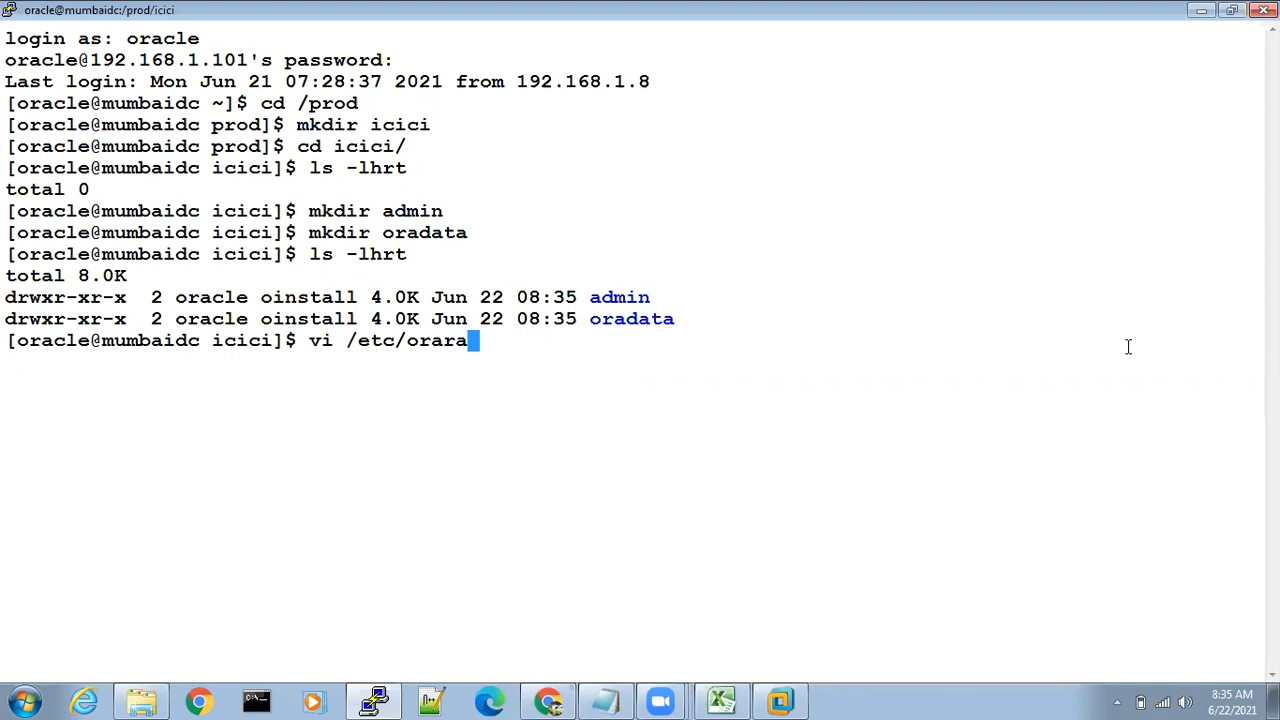 oracle@mumbaidc:/prod/icici
login as: oracle
oracle@192.168.1.101's password:
Last login: Mon Jun 21 07:28:37 2021 from 192.168.1.8
[oracle@mumbaidc ~]$ cd /prod
[oracle@mumbaidc prod]$ mkdir icici
[oracle@mumbaidc prod]$ cd icici/
[oracle@mumbaidc icici]$ ls -lhrt
total 0
[oracle@mumbaidc icici]$ mkdir admin
[oracle@mumbaidc icici]$ mkdir oradata
[oracle@mumbaidc icici]$ ls -lhrt
total 8.0K
drwxr-xr-x  2 oracle oinstall 4.0K Jun 22 08:35 admin
drwxr-xr-x  2 oracle oinstall 4.0K Jun 22 08:35 oradata
[oracle@mumbaidc icici]$ vi /etc/orara
8:35 AM
6/22/2021